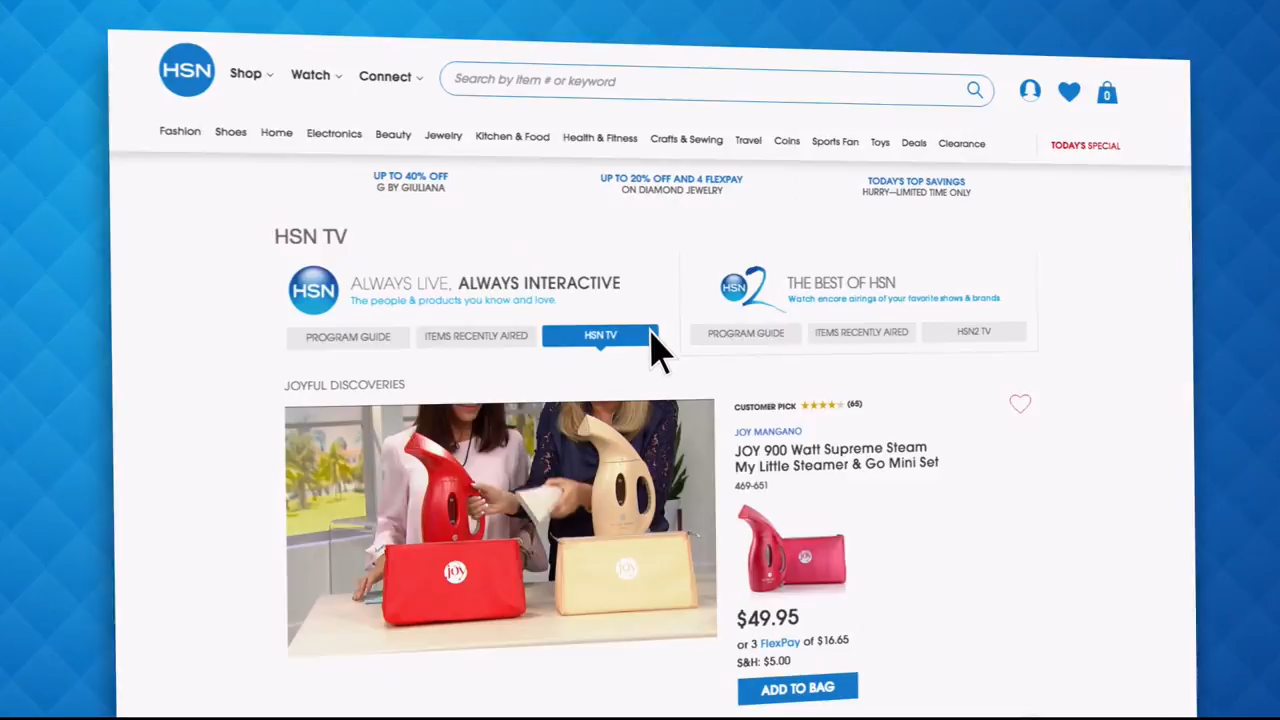 HSN
Shop
Watch
Connect
Search by item # or keyword
0
Fashion
Shoes
Home
Electronics
Beauty
Jewelry
Kitchen & Food
Health & Fitness
Crafts & Sewing
Travel
Coins
Sports Fan
Toys
Deals
Clearance
TODAY'S SPECIAL
UP TO 40% OFF
G BY GIULIANA
UP TO 20% OFF AND 4 FLEXPAY
ON DIAMOND JEWELRY
TODAY'S TOP SAVINGS
HURRY—LIMITED TIME ONLY
HSN TV
HSN
ALWAYS LIVE, ALWAYS INTERACTIVE
The people & products you know and love.
PROGRAM GUIDE
ITEMS RECENTLY AIRED
HSN TV
HSN2
THE BEST OF HSN
Watch encore airings of your favorite shows & brands
PROGRAM GUIDE
ITEMS RECENTLY AIRED
HSN2 TV
JOYFUL DISCOVERIES
joy
joy
CUSTOMER PICK
(65)
JOY MANGANO
JOY 900 Watt Supreme Steam
My Little Steamer & Go Mini Set
469-651
joy
$49.95
or 3 FlexPay of $16.65
S&H: $5.00
ADD TO BAG